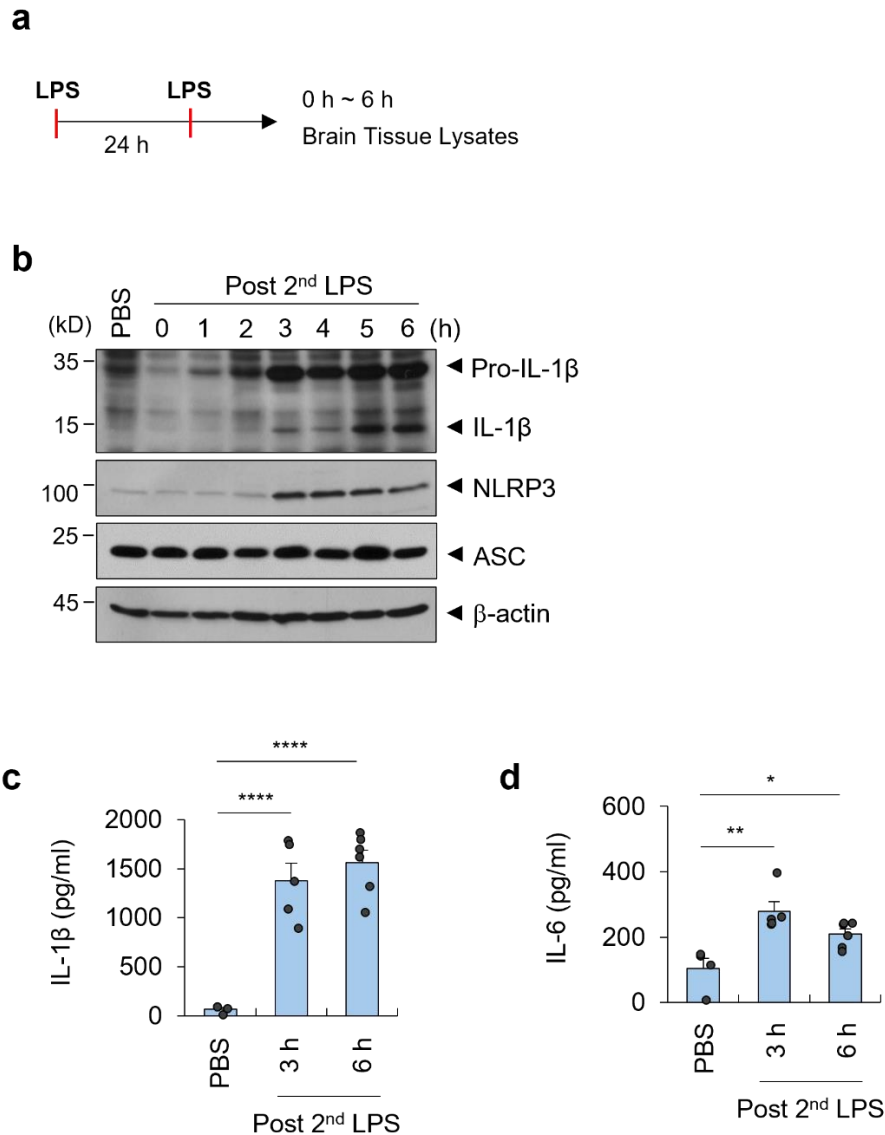 a
LPS LPS
24 h
0 h ~ 6 h
Brain Tissue Lysates
b
Post 2nd LPS
(kD) PBS 0 1 2 3 4 5 6 (h)
35 Pro-IL-1β
15 IL-1β
100 NLRP3
25 ASC
45 β-actin
c
****
****
IL-1β (pg/ml)
2000
1500
1000
500
0
PBS 3 h 6 h
Post 2nd LPS
d
*
**
IL-6 (pg/ml)
600
400
200
0
PBS 3 h 6 h
Post 2nd LPS